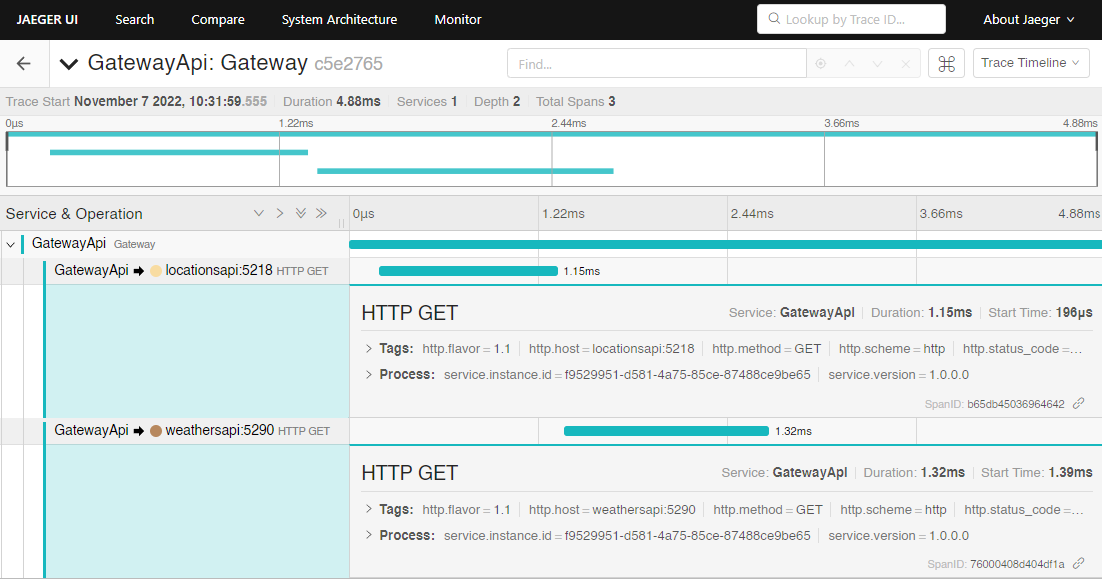 JAEGER UI Search Compare System Architecture Monitor Lookup by Trace ID... About Jaeger
GatewayApi: Gateway c5e2765 Find... Trace Timeline
Trace Start November 7 2022, 10:31:59.555 Duration 4.88ms Services 1 Depth 2 Total Spans 3
0μs 1.22ms 2.44ms 3.66ms 4.88ms
Service & Operation 0μs 1.22ms 2.44ms 3.66ms 4.88ms
GatewayApi Gateway
GatewayApi locationsapi:5218 HTTP GET 1.15ms
HTTP GET Service: GatewayApi Duration: 1.15ms Start Time: 196μs
Tags: http.flavor = 1.1 http.host = locationsapi:5218 http.method = GET http.scheme = http http.status_code =...
Process: service.instance.id = f9529951-d581-4a75-85ce-87488ce9be65 service.version = 1.0.0.0
SpanID: b65db45036964642
GatewayApi weathersapi:5290 HTTP GET 1.32ms
HTTP GET Service: GatewayApi Duration: 1.32ms Start Time: 1.39ms
Tags: http.flavor = 1.1 http.host = weathersapi:5290 http.method = GET http.scheme = http http.status_code =...
Process: service.instance.id = f9529951-d581-4a75-85ce-87488ce9be65 service.version = 1.0.0.0
SpanID: 76000408d404df1a